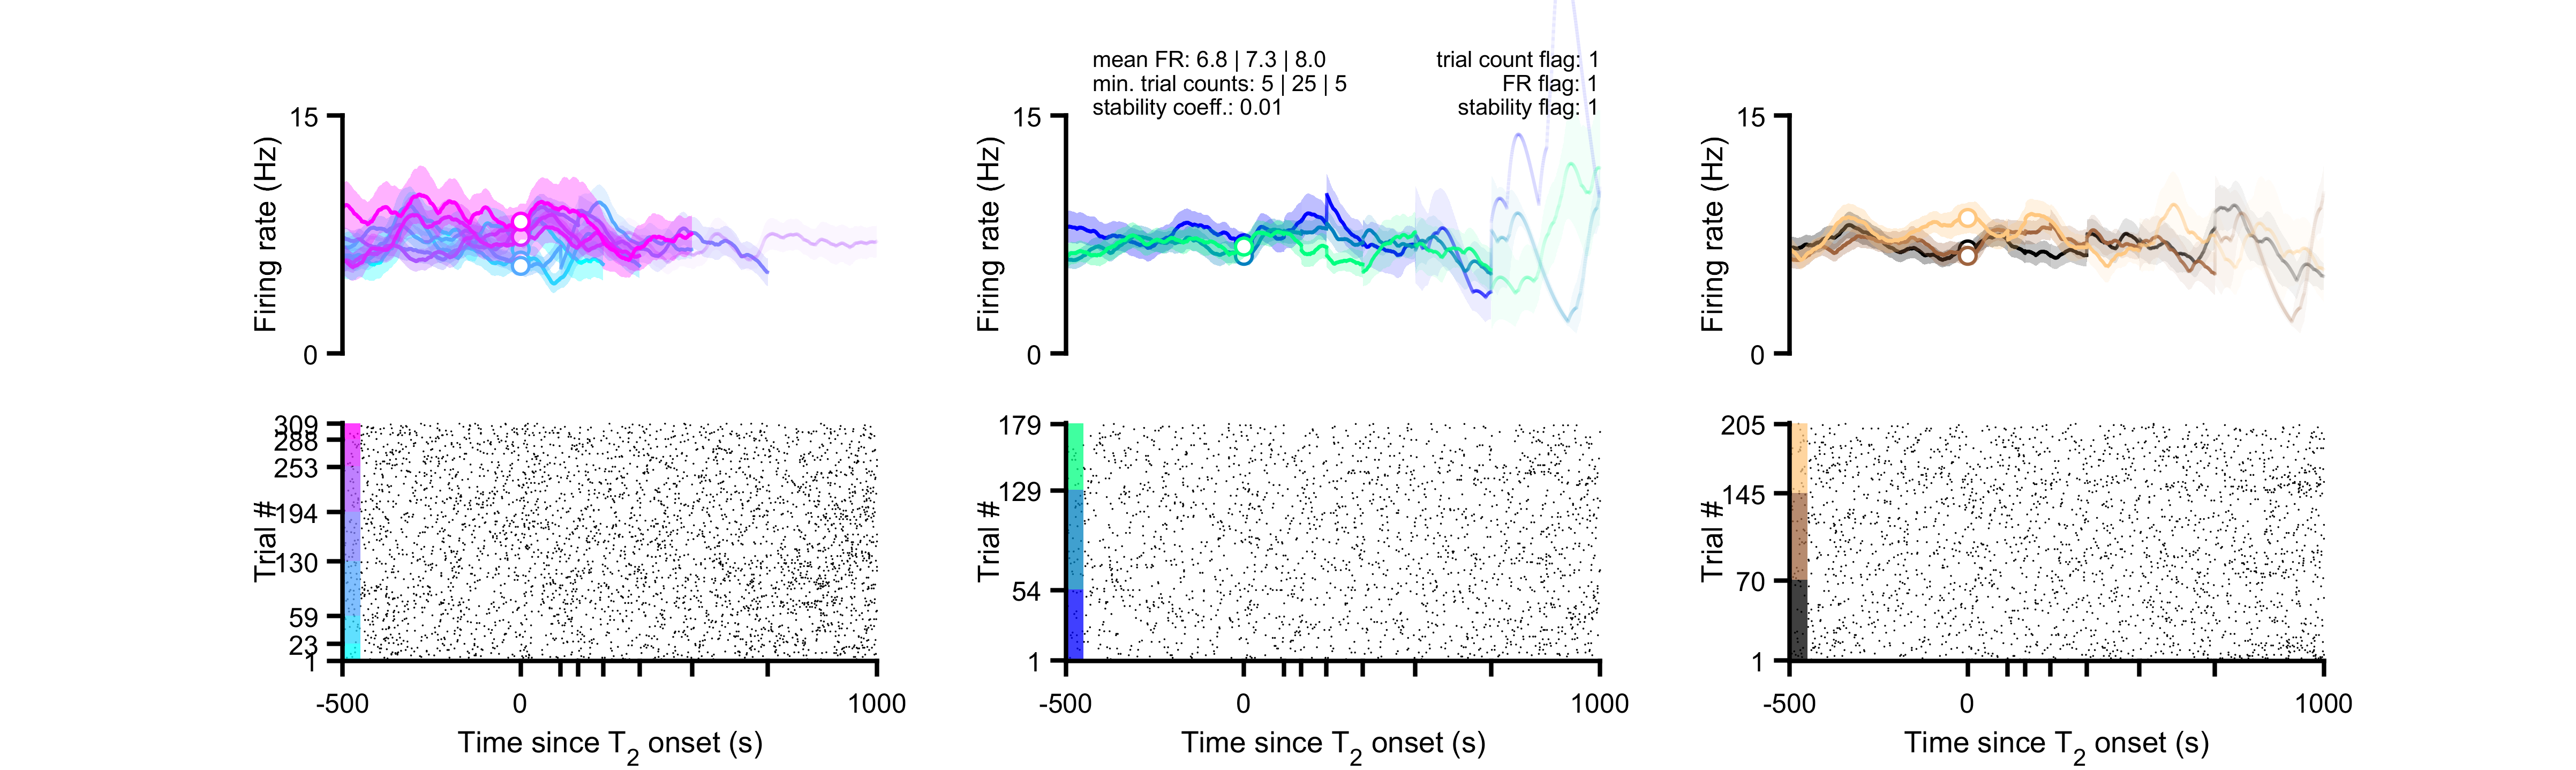 mean FR: 6.8 | 7.3 | 8.0
trial count flag: 1
min. trial counts: 5 | 25 | 5
FR flag: 1
stability coeff.: 0.01
stability flag: 1
15
Firing rate (Hz)
0
15
Firing rate (Hz)
0
15
Firing rate (Hz)
0
309
288
253
194
130
59
23
1
Trial #
-500
0
1000
Time since T2 onset (s)
179
129
54
1
Trial #
-500
0
1000
Time since T2 onset (s)
205
145
70
1
Trial #
-500
0
1000
Time since T2 onset (s)